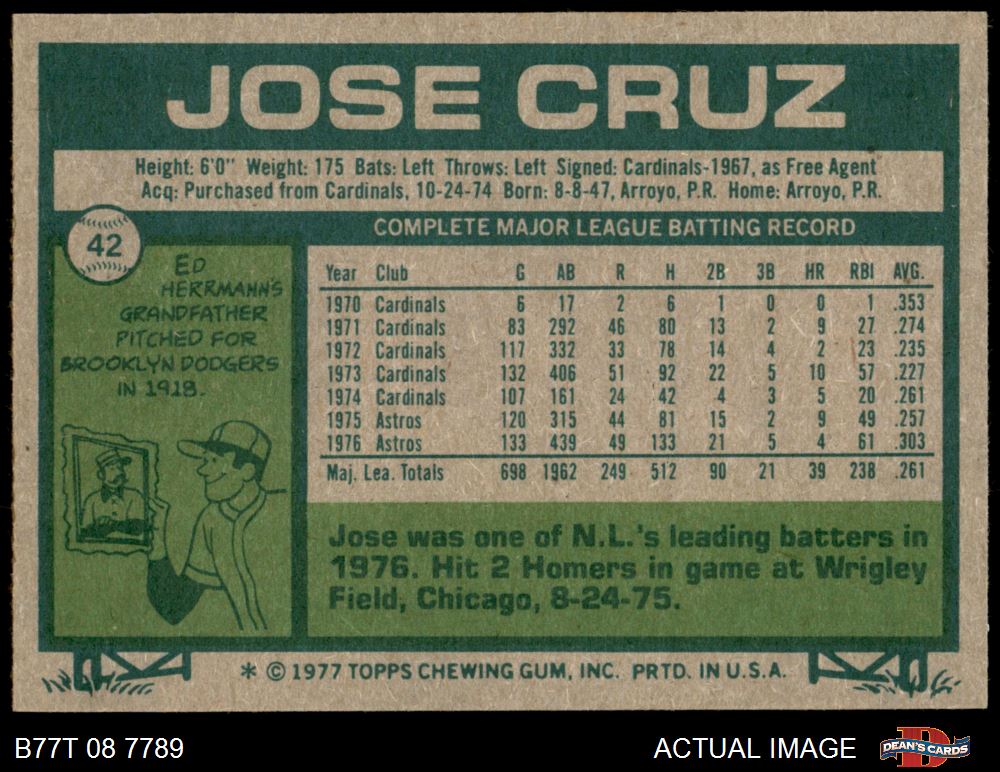 JOSE CRUZ
Height: 6'0" Weight: 175 Bats: Left Throws: Left Signed: Cardinals-1967, as Free Agent
Acq: Purchased from Cardinals, 10-24-74 Born: 8-8-47, Arroyo, P.R. Home: Arroyo, P.R.
42
ED
HERRMANN'S
GRANDFATHER
PITCHED FOR
BROOKLYN DODGERS
IN 1918.
COMPLETE MAJOR LEAGUE BATTING RECORD
Year Club G AB R H 2B 3B HR RBI AVG.
1970 Cardinals 6 17 2 6 1 0 0 1 .353
1971 Cardinals 83 292 46 80 13 2 9 27 .274
1972 Cardinals 117 332 33 78 14 4 2 23 .235
1973 Cardinals 132 406 51 92 22 5 10 57 .227
1974 Cardinals 107 161 24 42 4 3 5 20 .261
1975 Astros 120 315 44 81 15 2 9 49 .257
1976 Astros 133 439 49 133 21 5 4 61 .303
Maj. Lea. Totals 698 1962 249 512 90 21 39 238 .261
Jose was one of N.L.'s leading batters in
1976. Hit 2 Homers in game at Wrigley
Field, Chicago, 8-24-75.
* © 1977 TOPPS CHEWING GUM, INC. PRTD. IN U.S.A.
B77T 08 7789
ACTUAL IMAGE
D
DEAN'S CARDS